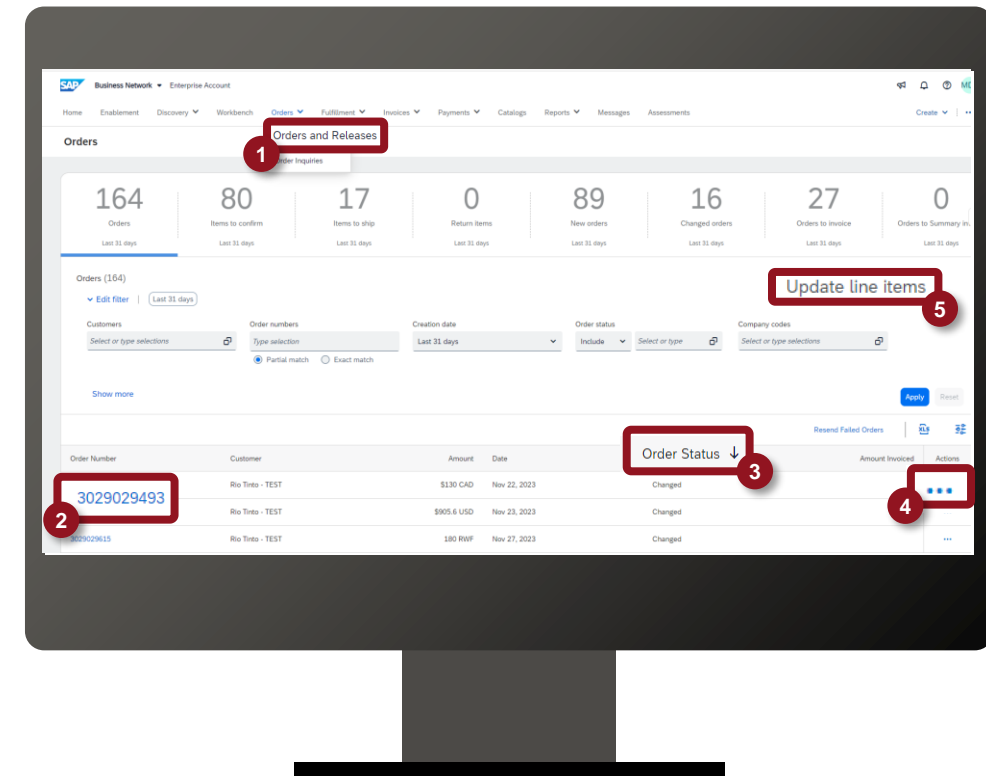 SAP Business Network Enterprise Account
Home Enablement Discovery Workbench Orders Fulfillment Invoices Payments Catalogs Reports Messages Assessments Create
Orders
Orders and Releases
1
Order Inquiries
164 80 17 0 89 16 27 0
Orders Items to confirm Items to ship Return items New orders Changed orders Orders to invoice Orders to Summary in.
Last 31 days Last 31 days Last 31 days Last 31 days Last 31 days Last 31 days Last 31 days Last 31 days
Orders (164)
Update line items
5
Edit filter Last 31 days
Customers Order numbers Creation date Order status Company codes
Select or type selections Type selection Last 31 days Include Select or type Select or type selections
Partial match Exact match
Show more Apply Reset
Resend Failed Orders XLS
Order Number Customer Amount Date Order Status ↓ Amount Invoiced Actions
3
Rio Tinto - TEST $130 CAD Nov 22, 2023 Changed
3029029493
2
4
Rio Tinto - TEST $905.6 USD Nov 23, 2023 Changed
3029029615 Rio Tinto - TEST 180 RWF Nov 27, 2023 Changed